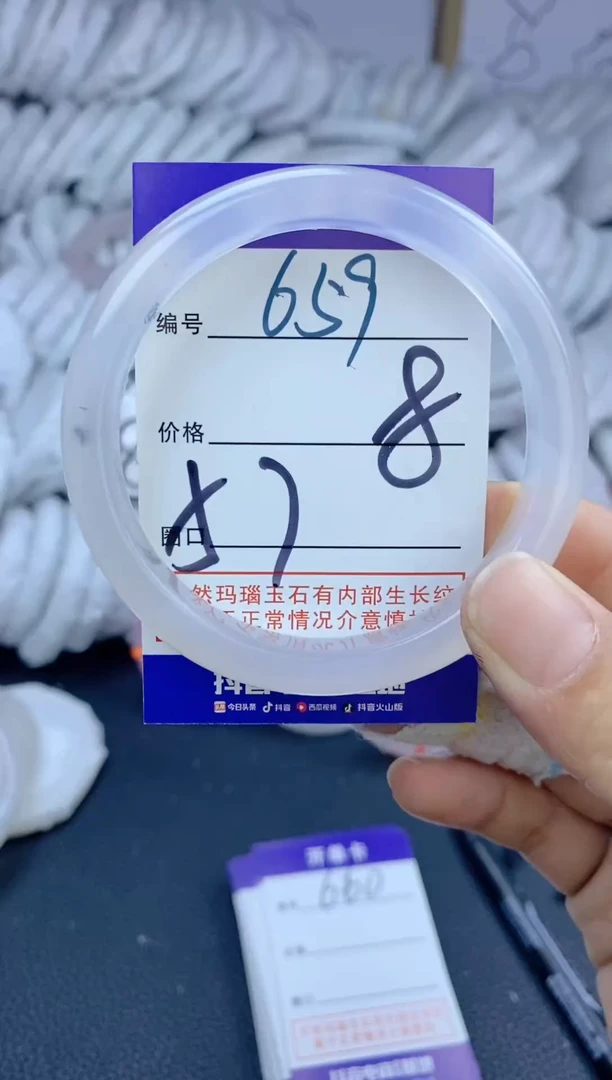 编号 659
价格 8
圈口 57
然玛瑙玉石有内部生长纹
正常情况介意慎
今日头条 抖音 西瓜视频 抖音火山版
660